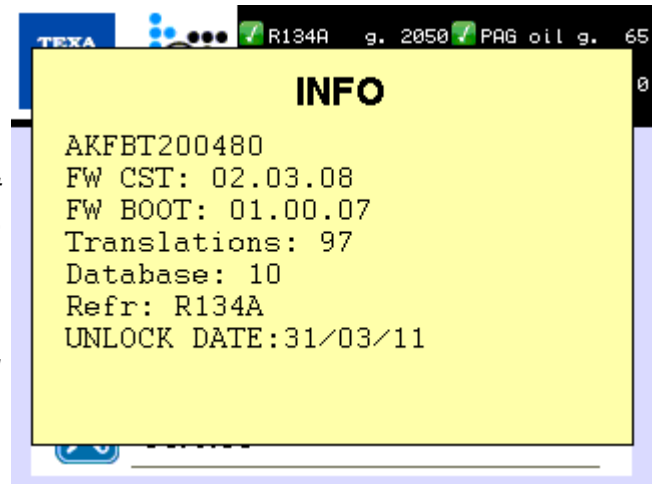 TEXA
R134A g. 2050 PAG oil g. 65
0
INFO
AKFBT200480
FW CST: 02.03.08
FW BOOT: 01.00.07
Translations: 97
Database: 10
Refr: R134A
UNLOCK DATE:31/03/11